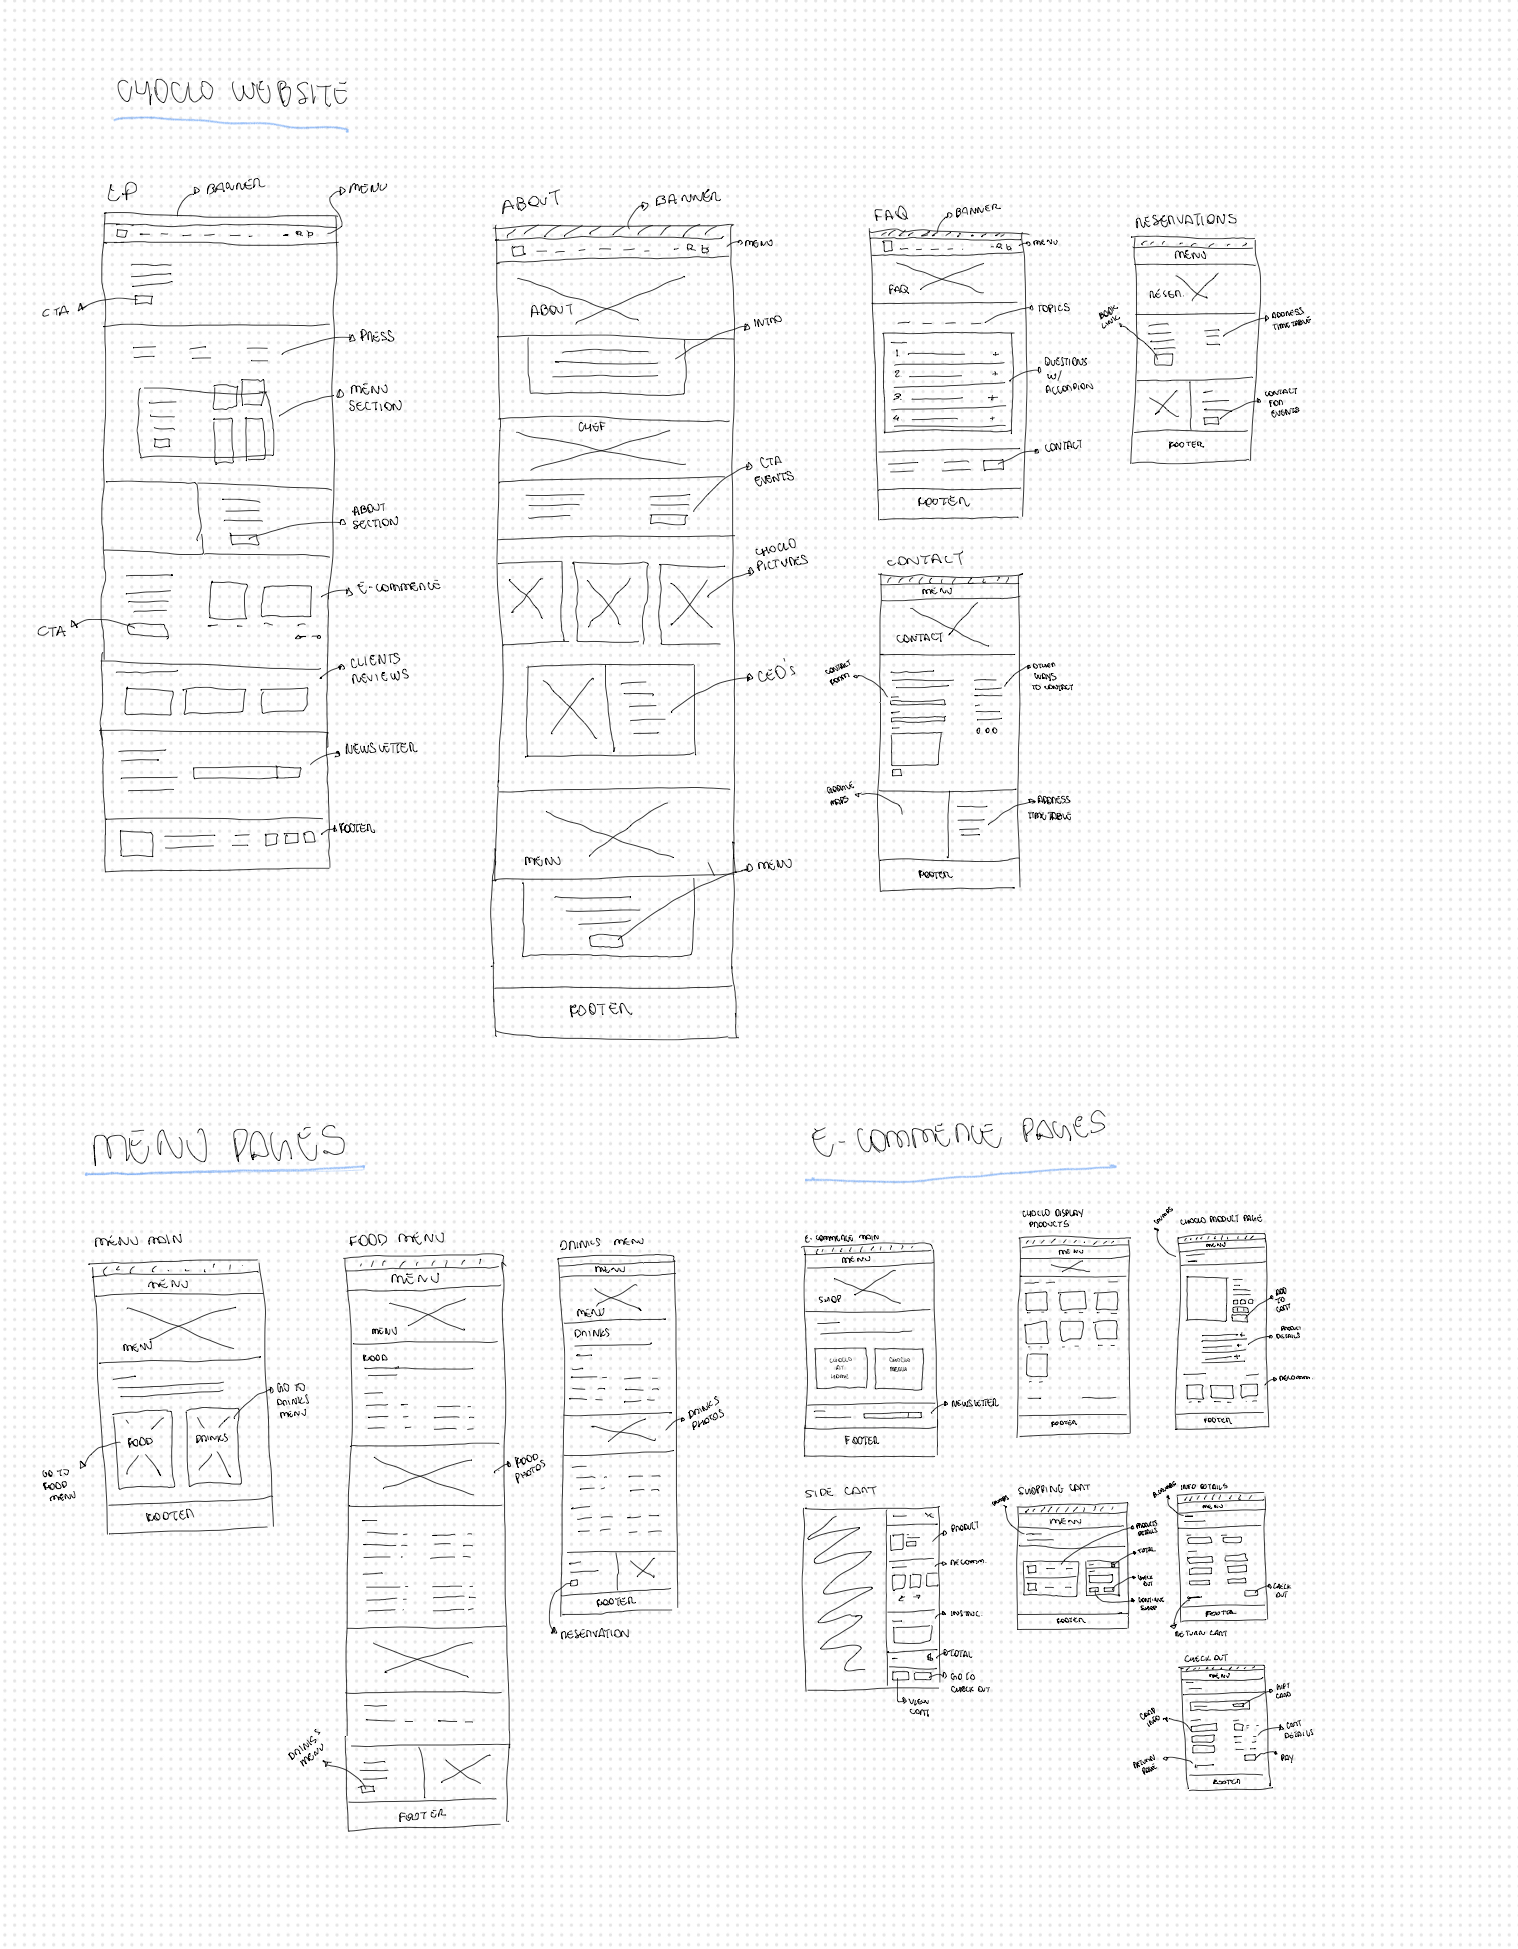 CHOCLO WEBSITE
LP
BANNER
MENU
CTA
PRESS
MENU
SECTION
ABOUT
SECTION
E-COMMERCE
CTA
CLIENTS
REVIEWS
NEWSLETTER
FOOTER
ABOUT
BANNER
MENU
ABOUT
INTRO
CHEF
CTA
EVENTS
CHOCLO
PICTURES
CEO'S
MENU
MENU
FOOTER
FAQ
BANNER
MENU
FAQ
TOPICS
1
2
3
4
QUESTIONS
W/
ACCORDION
CONTACT
FOOTER
RESERVATIONS
MENU
RESER.
BOOK
ADDRESS
TIME TABLE
CONTACT
FOR
EVENTS
FOOTER
CONTACT
MENU
CONTACT
CONTACT
FORM
OTHER
WAYS
TO CONTACT
GOOGLE
MAPS
ADDRESS
TIME TABLE
FOOTER
MENU PAGES
MENU MAIN
MENU
MENU
GO TO
DRINKS
MENU
FOOD
DRINKS
GO TO
FOOD
MENU
FOOTER
FOOD MENU
MENU
MENU
FOOD
FOOD
PHOTOS
DRINKS
MENU
FOOTER
DRINKS MENU
MENU
MENU
DRINKS
DRINKS
PHOTOS
FOOTER
RESERVATION
E-COMMERCE PAGES
E-COMMERCE MAIN
MENU
SHOP
CHOCLO
AT
HOME
CHOCLO
MERCH
NEWSLETTER
FOOTER
CHOCLO DISPLAY
PRODUCTS
MENU
FOOTER
CHOCLO PRODUCT PAGE
MENU
ADD
TO
CART
PRODUCT
DETAILS
RECOMM.
FOOTER
SIDE CART
X
PRODUCT
RECOMM.
INSTRUC.
$
TOTAL
GO TO
CHECK OUT
VIEW
CART
SHOPPING CART
MENU
PRODUCTS
DETAILS
TOTAL
CHECK
OUT
CONTINUE
SHOP
FOOTER
INFO DETAILS
MENU
CHECK
OUT
FOOTER
RETURN CART
CHECK OUT
MENU
GIFT
CARD
CARD
INFO
CART
DETAILS
PAY
RETURN
PAGE
FOOTER